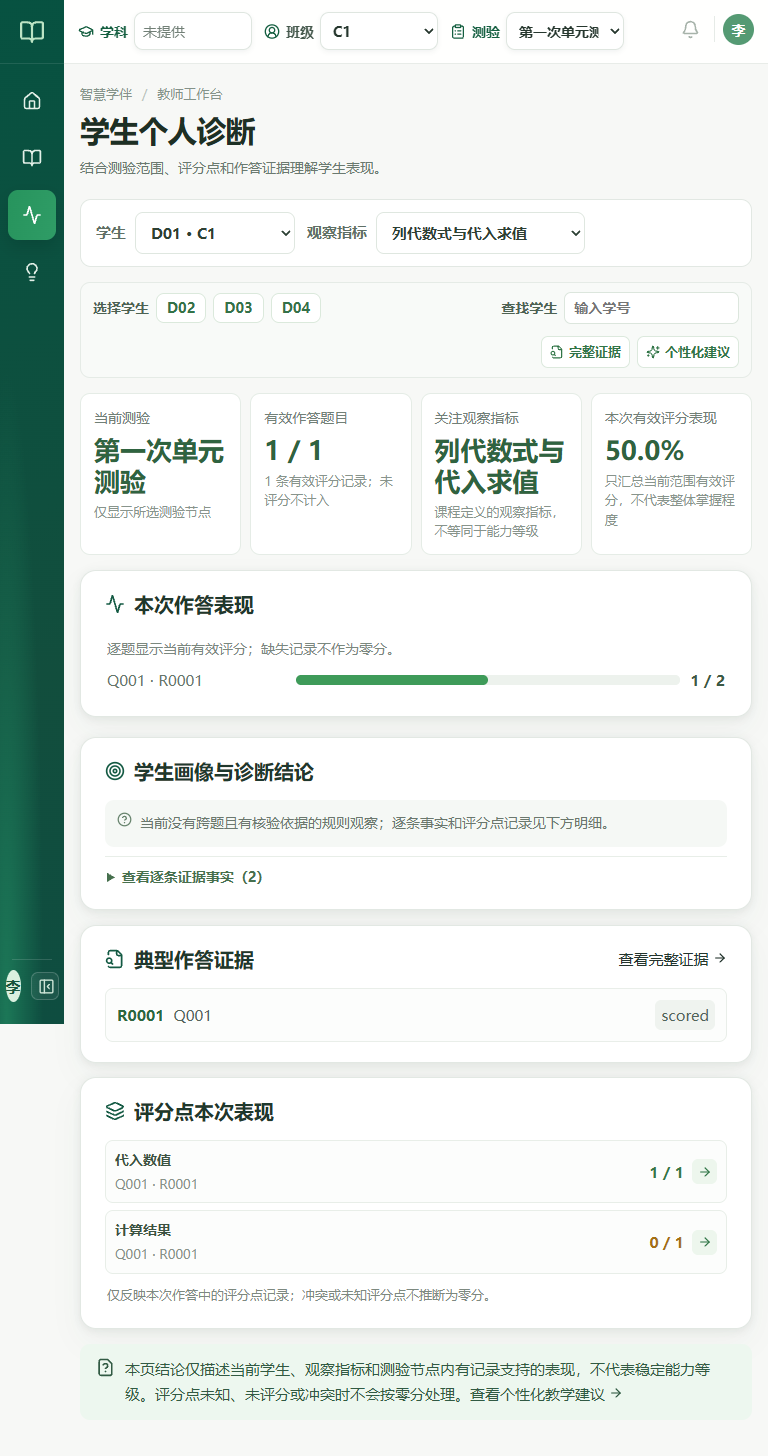 学科 未提供 班级 C1 测验 第一次单元测 李
智慧学伴 / 教师工作台
学生个人诊断
结合测验范围、评分点和作答证据理解学生表现。
学生 D01 · C1 观察指标 列代数式与代入求值
选择学生 D02 D03 D04 查找学生 输入学号
完整证据 个性化建议
当前测验
第一次单元
测验
仅显示所选测验节点
有效作答题目
1 / 1
1 条有效评分记录；未
评分不计入
关注观察指标
列代数式与
代入求值
课程定义的观察指标，
不等同于能力等级
本次有效评分表现
50.0%
只汇总当前范围有效评
分，不代表整体掌握程
度
本次作答表现
逐题显示当前有效评分；缺失记录不作为零分。
Q001 · R0001 1 / 2
学生画像与诊断结论
当前没有跨题且有核验依据的规则观察；逐条事实和评分点记录见下方明细。
查看逐条证据事实（2）
典型作答证据 查看完整证据
李
R0001 Q001 scored
评分点本次表现
代入数值
Q001 · R0001
1 / 1
计算结果
Q001 · R0001
0 / 1
仅反映本次作答中的评分点记录；冲突或未知评分点不推断为零分。
本页结论仅描述当前学生、观察指标和测验节点内有记录支持的表现，不代表稳定能力等
级。评分点未知、未评分或冲突时不会按零分处理。查看个性化教学建议